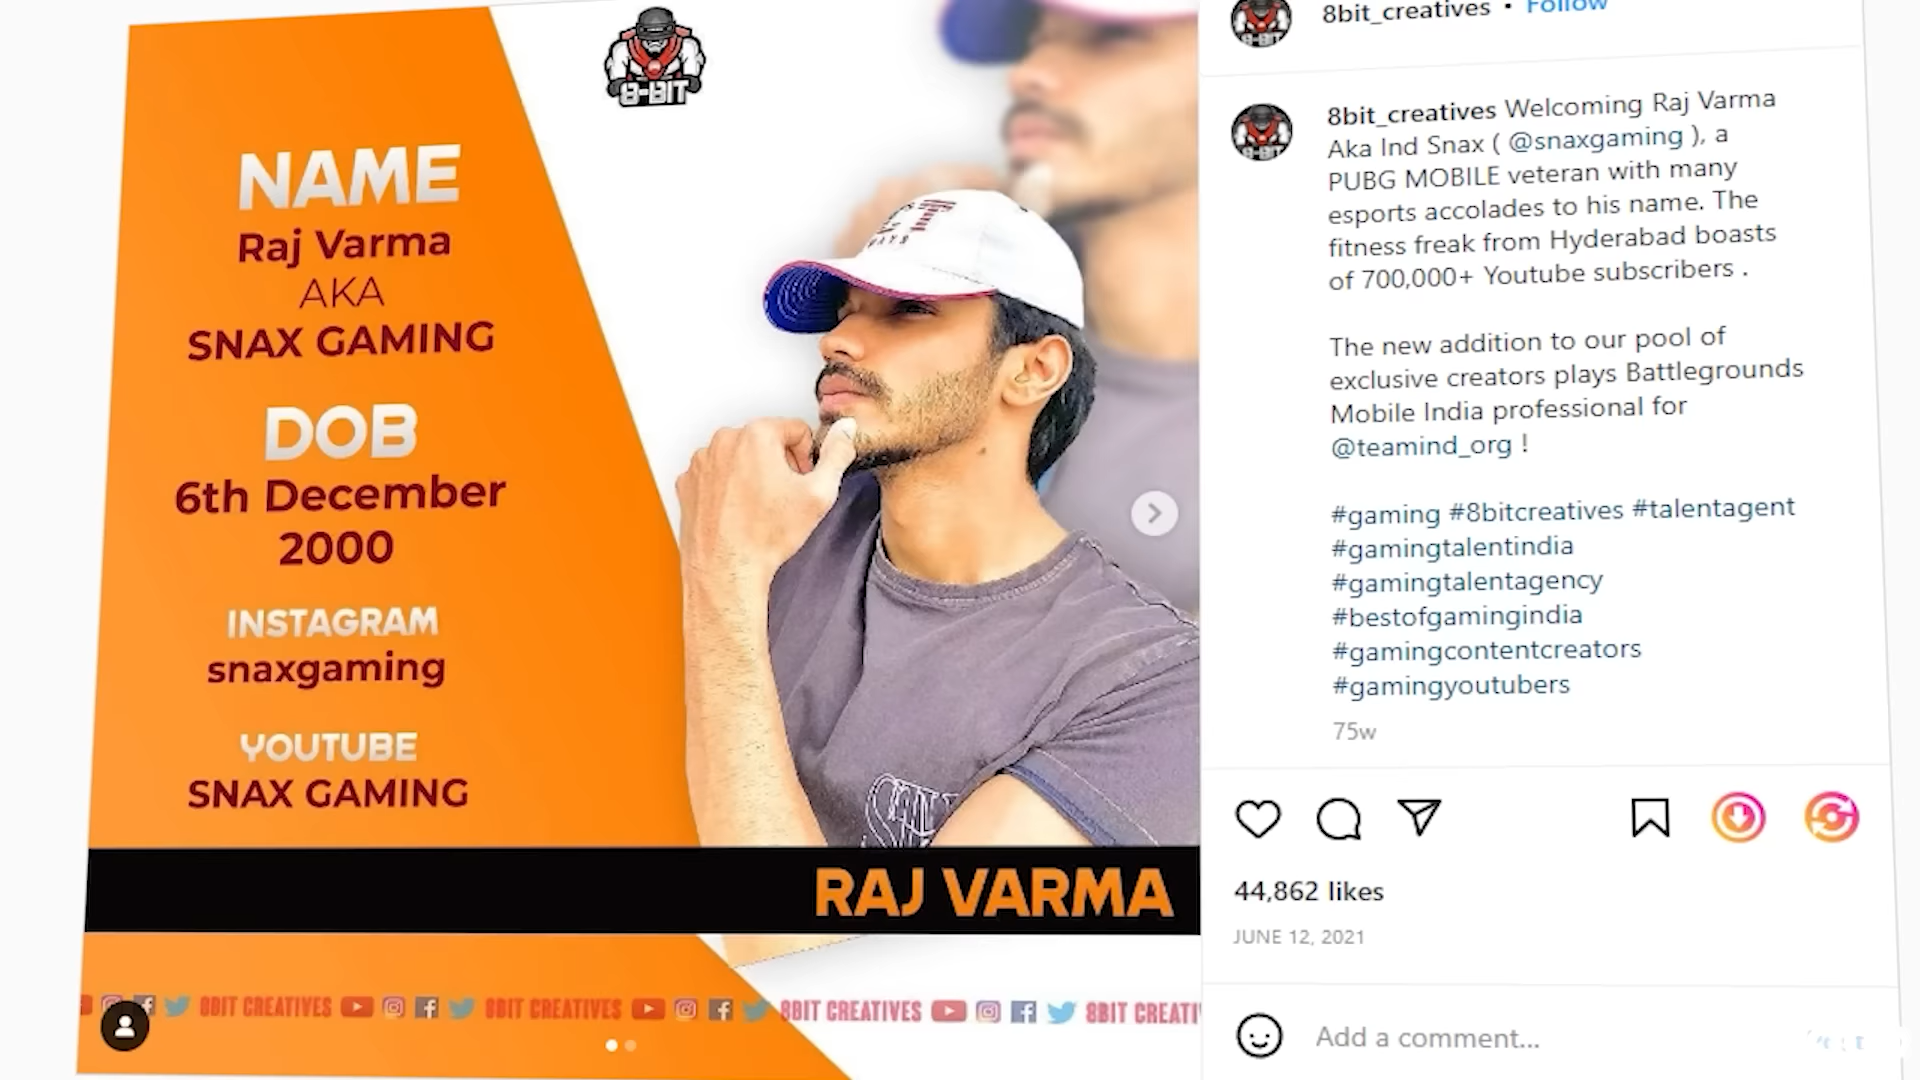 8-BIT
NAME
Raj Varma
AKA
SNAX GAMING
DOB
6th December
2000
INSTAGRAM
snaxgaming
YOUTUBE
SNAX GAMING
RAJ VARMA
8BIT CREATIVES 8BIT CREATIVES 8BIT CREATIVES 8BIT CREATI
8bit_creatives • Follow
8bit_creatives Welcoming Raj Varma
Aka Ind Snax ( @snaxgaming ), a
PUBG MOBILE veteran with many
esports accolades to his name. The
fitness freak from Hyderabad boasts
of 700,000+ Youtube subscribers .
The new addition to our pool of
exclusive creators plays Battlegrounds
Mobile India professional for
@teamind_org !
#gaming #8bitcreatives #talentagent
#gamingtalentindia
#gamingtalentagency
#bestofgamingindia
#gamingcontentcreators
#gamingyoutubers
75w
44,862 likes
JUNE 12, 2021
Add a comment...